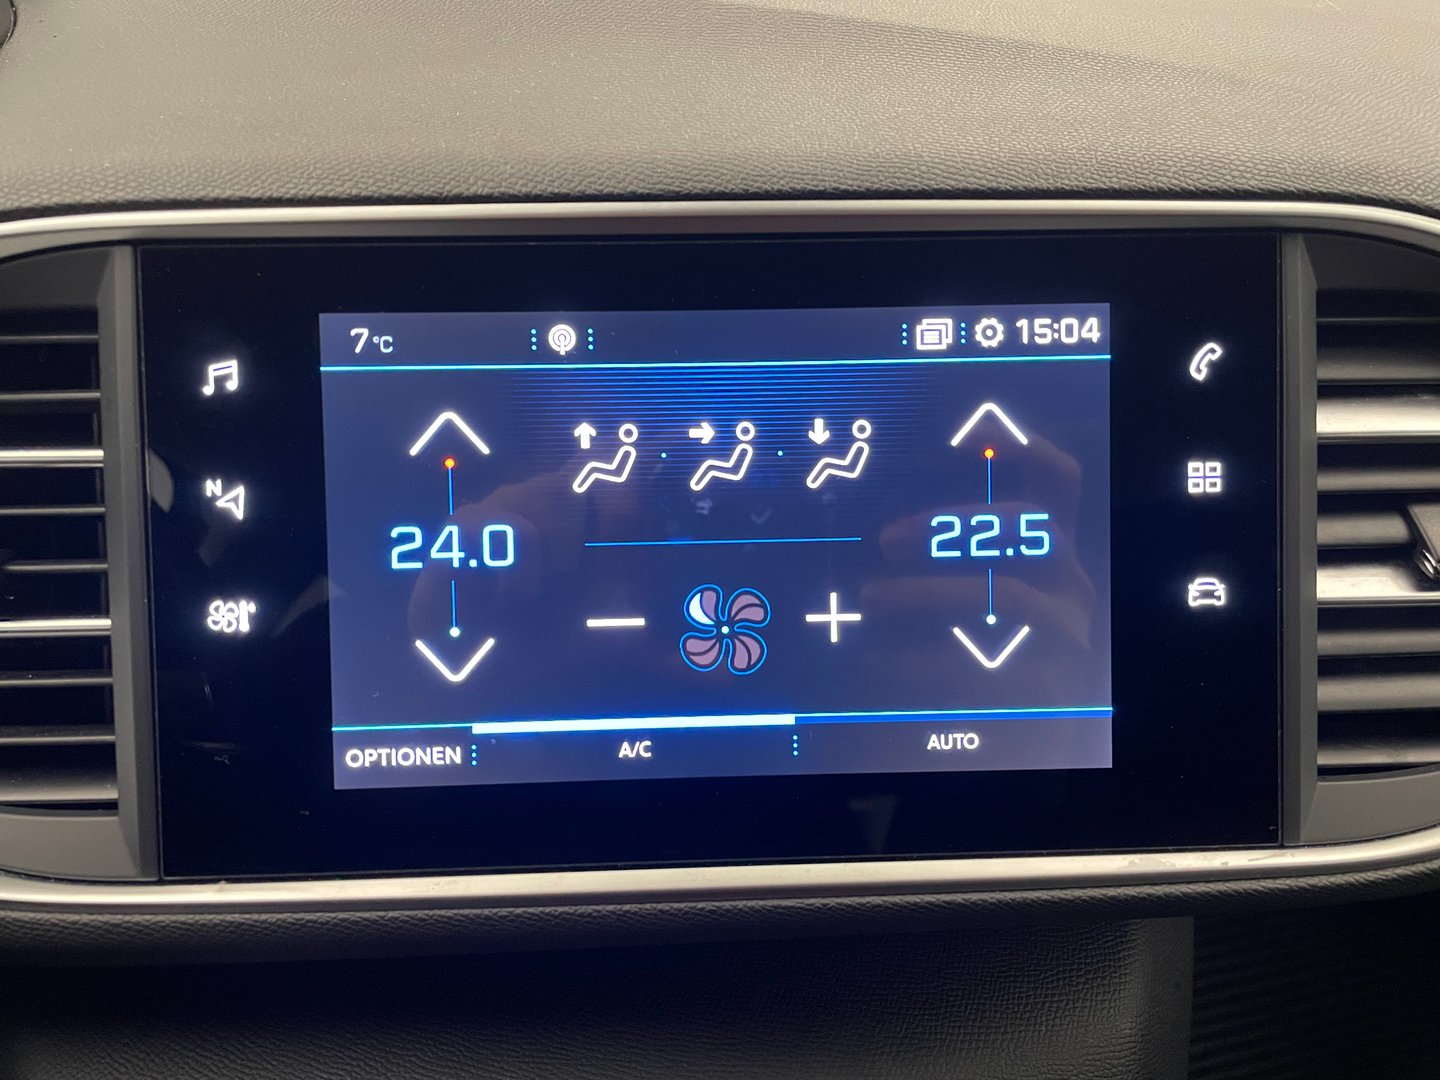 7°C
15:04
N
24.0
22.5
OPTIONEN
A/C
AUTO